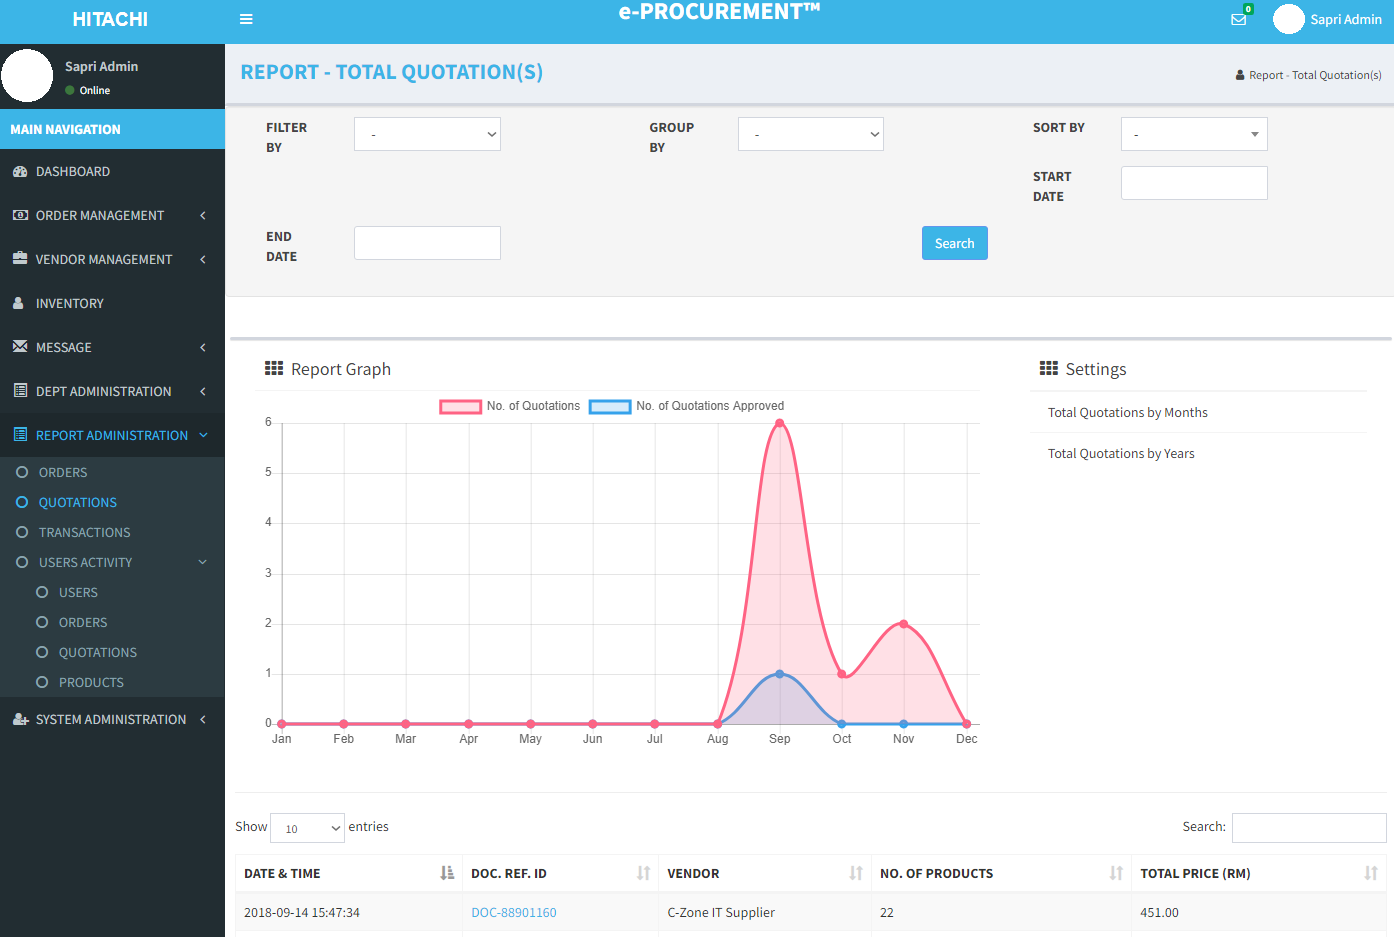 HITACHI
e-PROCUREMENT™
0
Sapri Admin
Sapri Admin
Online
MAIN NAVIGATION
DASHBOARD
ORDER MANAGEMENT
VENDOR MANAGEMENT
INVENTORY
MESSAGE
DEPT ADMINISTRATION
REPORT ADMINISTRATION
ORDERS
QUOTATIONS
TRANSACTIONS
USERS ACTIVITY
USERS
ORDERS
QUOTATIONS
PRODUCTS
SYSTEM ADMINISTRATION
REPORT - TOTAL QUOTATION(S)
Report - Total Quotation(s)
FILTER
BY
-
GROUP
BY
-
SORT BY
-
START
DATE
END
DATE
Search
Report Graph
No. of Quotations
No. of Quotations Approved
6
5
4
3
2
1
0
Jan Feb Mar Apr May Jun Jul Aug Sep Oct Nov Dec
Settings
Total Quotations by Months
Total Quotations by Years
Show 10 entries
Search:
DATE & TIME DOC. REF. ID VENDOR NO. OF PRODUCTS TOTAL PRICE (RM)
2018-09-14 15:47:34 DOC-88901160 C-Zone IT Supplier 22 451.00